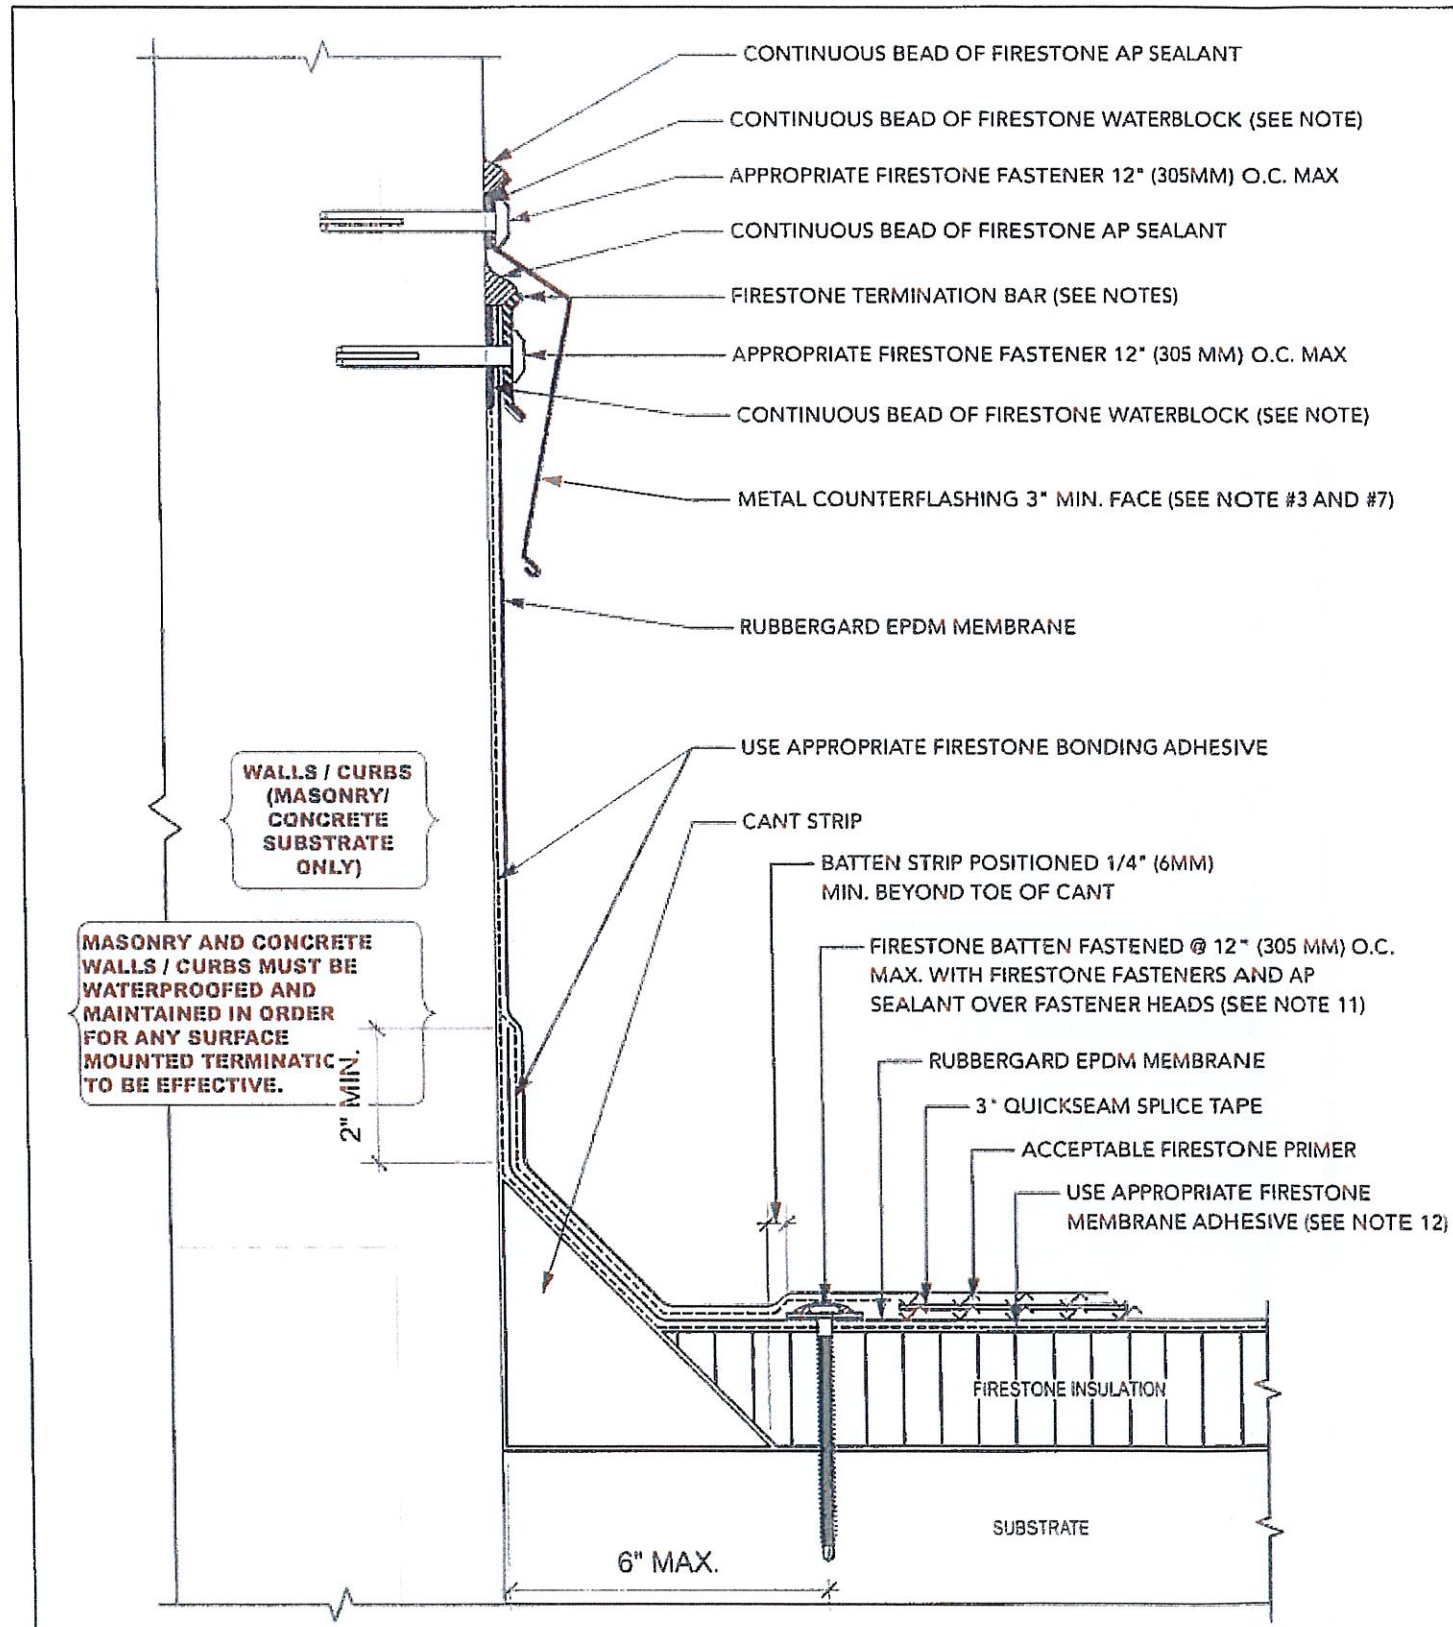 CONTINUOUS BEAD OF FIRESTONE AP SEALANT
CONTINUOUS BEAD OF FIRESTONE WATERBLOCK (SEE NOTE)
APPROPRIATE FIRESTONE FASTENER 12" (305MM) O.C. MAX
CONTINUOUS BEAD OF FIRESTONE AP SEALANT
FIRESTONE TERMINATION BAR (SEE NOTES)
APPROPRIATE FIRESTONE FASTENER 12" (305 MM) O.C. MAX
CONTINUOUS BEAD OF FIRESTONE WATERBLOCK (SEE NOTE)
METAL COUNTERFLASHING 3" MIN. FACE (SEE NOTE #3 AND #7)
RUBBERGARD EPDM MEMBRANE
USE APPROPRIATE FIRESTONE BONDING ADHESIVE
WALLS / CURBS
(MASONRY/
CONCRETE
SUBSTRATE
ONLY)
CANT STRIP
BATTEN STRIP POSITIONED 1/4" (6MM)
MIN. BEYOND TOE OF CANT
MASONRY AND CONCRETE
WALLS / CURBS MUST BE
WATERPROOFED AND
MAINTAINED IN ORDER
FOR ANY SURFACE
MOUNTED TERMINATIC
TO BE EFFECTIVE.
2" MIN.
FIRESTONE BATTEN FASTENED @ 12" (305 MM) O.C.
MAX. WITH FIRESTONE FASTENERS AND AP
SEALANT OVER FASTENER HEADS (SEE NOTE 11)
RUBBERGARD EPDM MEMBRANE
3" QUICKSEAM SPLICE TAPE
ACCEPTABLE FIRESTONE PRIMER
USE APPROPRIATE FIRESTONE
MEMBRANE ADHESIVE (SEE NOTE 12)
FIRESTONE INSULATION
SUBSTRATE
6" MAX.